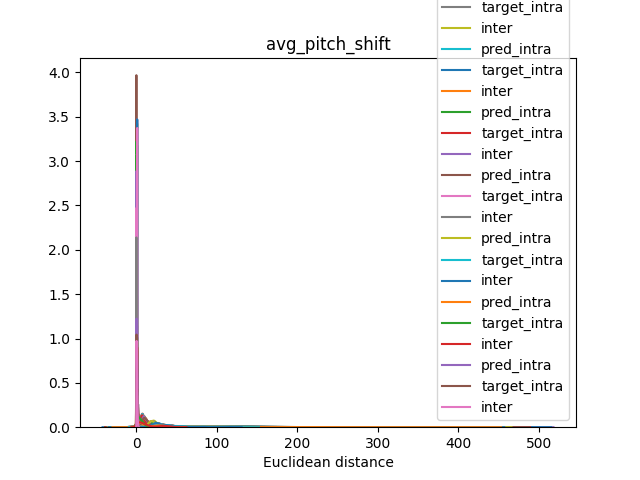 avg_pitch_shift
target_intra
inter
pred_intra
target_intra
inter
pred_intra
target_intra
inter
pred_intra
target_intra
inter
pred_intra
target_intra
inter
pred_intra
target_intra
inter
pred_intra
target_intra
inter
4.0
3.5
3.0
2.5
2.0
1.5
1.0
0.5
0.0
0 100 200 300 400 500
Euclidean distance